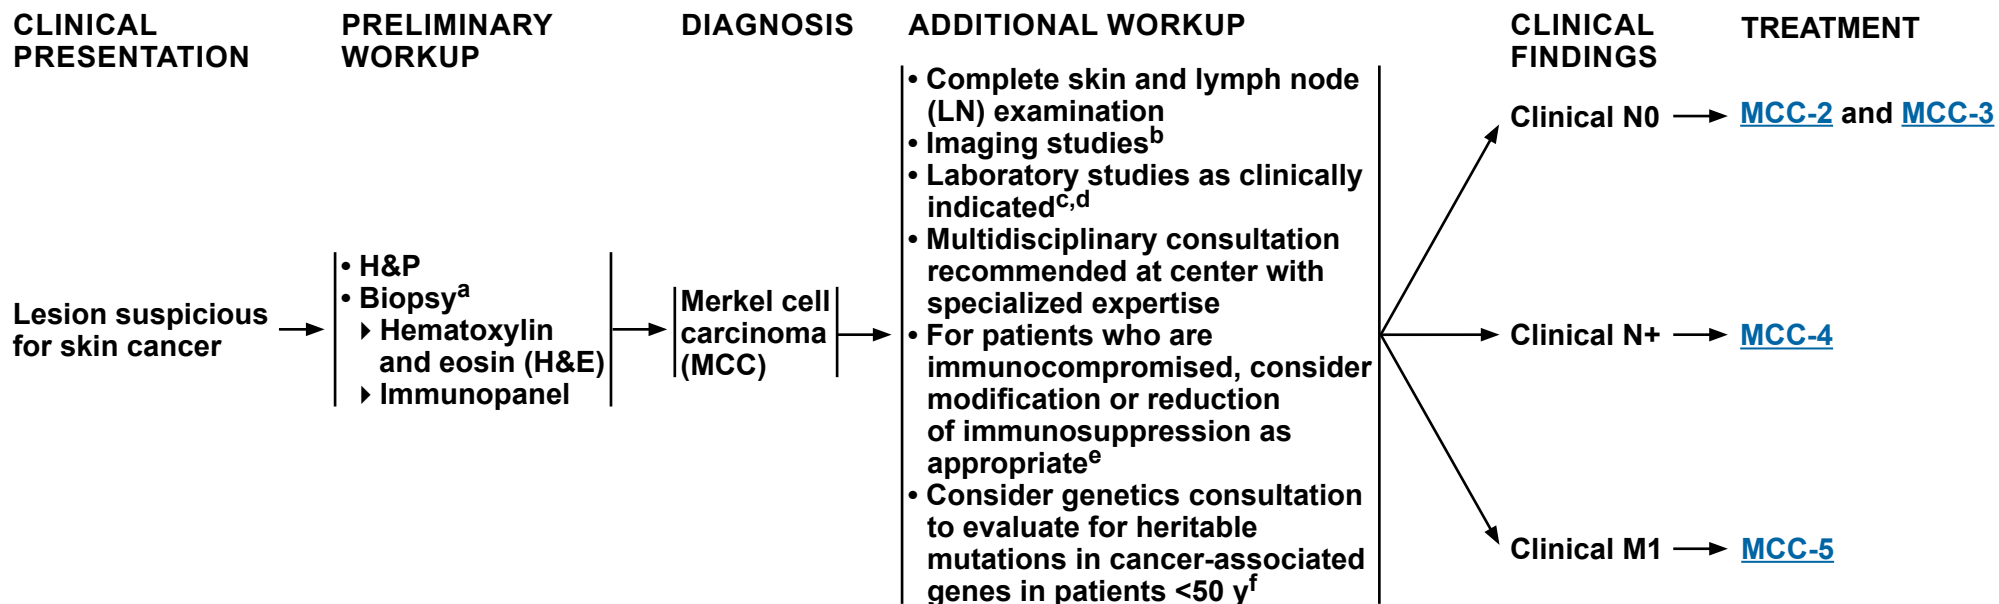 CLINICAL
PRESENTATION
PRELIMINARY
WORKUP
DIAGNOSIS
ADDITIONAL WORKUP
CLINICAL
FINDINGS
TREATMENT
Lesion suspicious
for skin cancer
• H&P
• Biopsya
Hematoxylin
and eosin (H&E)
Immunopanel
Merkel cell
carcinoma
(MCC)
• Complete skin and lymph node
(LN) examination
• Imaging studiesb
• Laboratory studies as clinically
indicatedc,d
• Multidisciplinary consultation
recommended at center with
specialized expertise
• For patients who are
immunocompromised, consider
modification or reduction
of immunosuppression as
appropriatee
• Consider genetics consultation
to evaluate for heritable
mutations in cancer-associated
genes in patients <50 yf
Clinical N0
MCC-2 and MCC-3
Clinical N+
MCC-4
Clinical M1
MCC-5